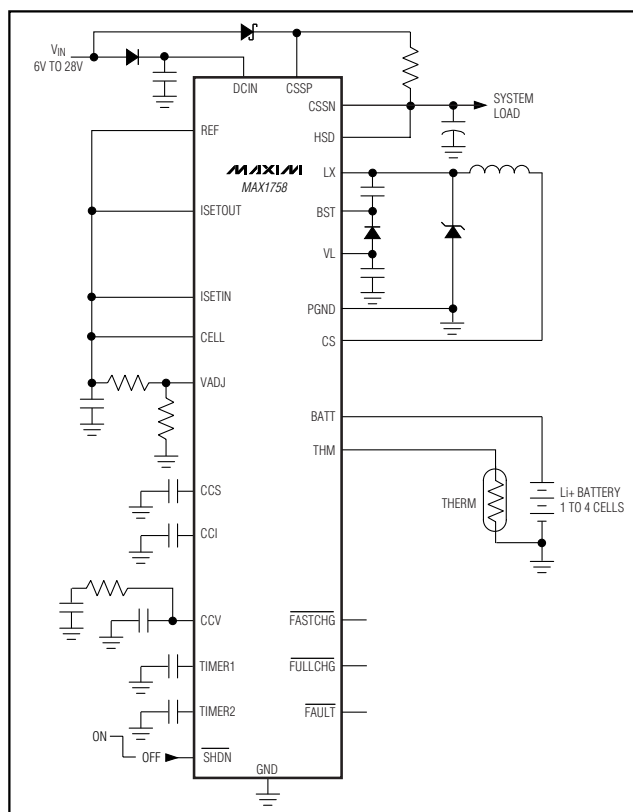 VIN
6V TO 28V
DCIN
CSSP
CSSN
SYSTEM
LOAD
HSD
REF
MAXIM
MAX1758
LX
ISETOUT
BST
VL
ISETIN
PGND
CELL
CS
VADJ
BATT
THM
CCS
THERM
Li+ BATTERY
1 TO 4 CELLS
CCI
CCV
FASTCHG
TIMER1
FULLCHG
TIMER2
FAULT
ON
OFF
SHDN
GND